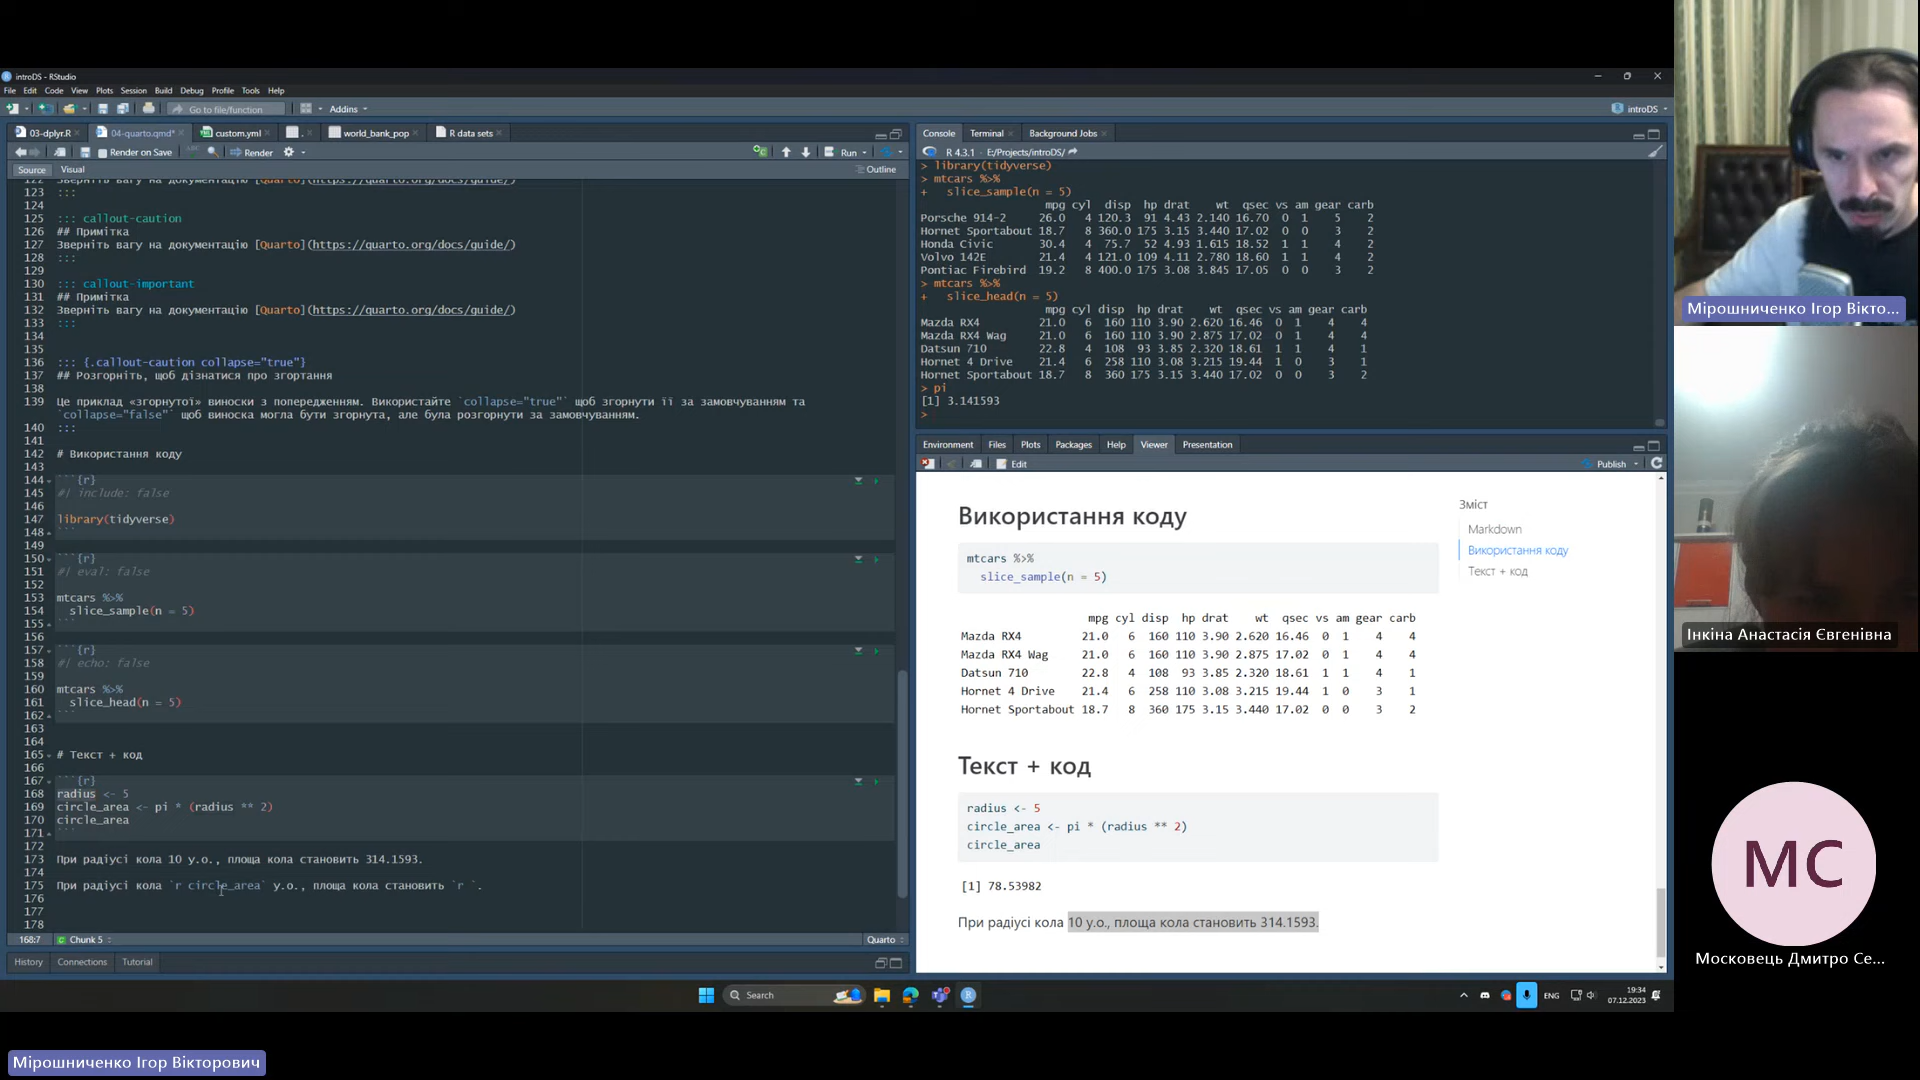 introDS - RStudio
File Edit Code View Plots Session Build Debug Profile Tools Help
Go to file/function Addins introDS
03-dplyr.R 04-quarto.qmd* custom.yml . world_bank_pop R data sets
Render on Save Render Run
Source Visual Outline
122 Зверніть вагу на документацію [Quarto](https://quarto.org/docs/guide/)
123 :::
124
125 ::: callout-caution
126 ## Примітка
127 Зверніть вагу на документацію [Quarto](https://quarto.org/docs/guide/)
128 :::
129
130 ::: callout-important
131 ## Примітка
132 Зверніть вагу на документацію [Quarto](https://quarto.org/docs/guide/)
133 :::
134
135
136 ::: {.callout-caution collapse="true"}
137 ## Розгорніть, щоб дізнатися про згортання
138
139 Це приклад «згорнутої» виноски з попередженням. Використайте `collapse="true"` щоб згорнути її за замовчуванням та
`collapse="false"` щоб виноска могла бути згорнута, але була розгорнути за замовчуванням.
140 :::
141
142 # Використання коду
143
144 ```{r}
145 #| include: false
146
147 library(tidyverse)
148 ```
149
150 ```{r}
151 #| eval: false
152
153 mtcars %>%
154 slice_sample(n = 5)
155 ```
156
157 ```{r}
158 #| echo: false
159
160 mtcars %>%
161 slice_head(n = 5)
162 ```
163
164
165 # Текст + код
166
167 ```{r}
168 radius <- 5
169 circle_area <- pi * (radius ** 2)
170 circle_area
171 ```
172
173 При радіусі кола 10 у.о., площа кола становить 314.1593.
174
175 При радіусі кола `r circle_area` у.о., площа кола становить `r `.
176
177
178
168:7 Chunk 5 Quarto
History Connections Tutorial
Console Terminal Background Jobs
R 4.3.1 · E:/Projects/introDS/
> library(tidyverse)
> mtcars %>%
+ slice_sample(n = 5)
mpg cyl disp hp drat wt qsec vs am gear carb
Porsche 914-2 26.0 4 120.3 91 4.43 2.140 16.70 0 1 5 2
Hornet Sportabout 18.7 8 360.0 175 3.15 3.440 17.02 0 0 3 2
Honda Civic 30.4 4 75.7 52 4.93 1.615 18.52 1 1 4 2
Volvo 142E 21.4 4 121.0 109 4.11 2.780 18.60 1 1 4 2
Pontiac Firebird 19.2 8 400.0 175 3.08 3.845 17.05 0 0 3 2
> mtcars %>%
+ slice_head(n = 5)
mpg cyl disp hp drat wt qsec vs am gear carb
Mazda RX4 21.0 6 160 110 3.90 2.620 16.46 0 1 4 4
Mazda RX4 Wag 21.0 6 160 110 3.90 2.875 17.02 0 1 4 4
Datsun 710 22.8 4 108 93 3.85 2.320 18.61 1 1 4 1
Hornet 4 Drive 21.4 6 258 110 3.08 3.215 19.44 1 0 3 1
Hornet Sportabout 18.7 8 360 175 3.15 3.440 17.02 0 0 3 2
> pi
[1] 3.141593
>
Environment Files Plots Packages Help Viewer Presentation
Edit Publish
Використання коду
mtcars %>%
slice_sample(n = 5)
mpg cyl disp hp drat wt qsec vs am gear carb
Mazda RX4 21.0 6 160 110 3.90 2.620 16.46 0 1 4 4
Mazda RX4 Wag 21.0 6 160 110 3.90 2.875 17.02 0 1 4 4
Datsun 710 22.8 4 108 93 3.85 2.320 18.61 1 1 4 1
Hornet 4 Drive 21.4 6 258 110 3.08 3.215 19.44 1 0 3 1
Hornet Sportabout 18.7 8 360 175 3.15 3.440 17.02 0 0 3 2
Текст + код
radius <- 5
circle_area <- pi * (radius ** 2)
circle_area
[1] 78.53982
При радіусі кола 10 у.о., площа кола становить 314.1593.
Зміст
Markdown
Використання коду
Текст + код
Search
ENG
19:34
07.12.2023
Мірошниченко Ігор Вікто...
Інкіна Анастасія Євгенівна
МС
Московець Дмитро Се...
Мірошниченко Ігор Вікторович